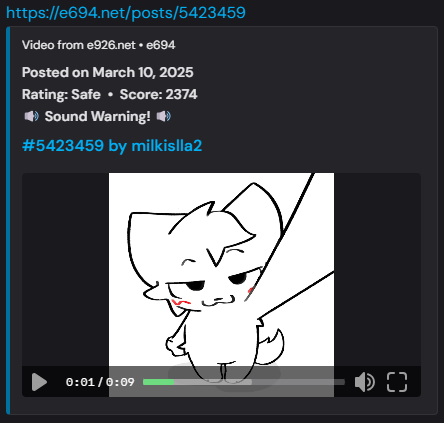 https://e694.net/posts/5423459
Video from e926.net • e694
Posted on March 10, 2025
Rating: Safe • Score: 2374
🔊 Sound Warning! 🔊
#5423459 by milkislla2
0:01 / 0:09